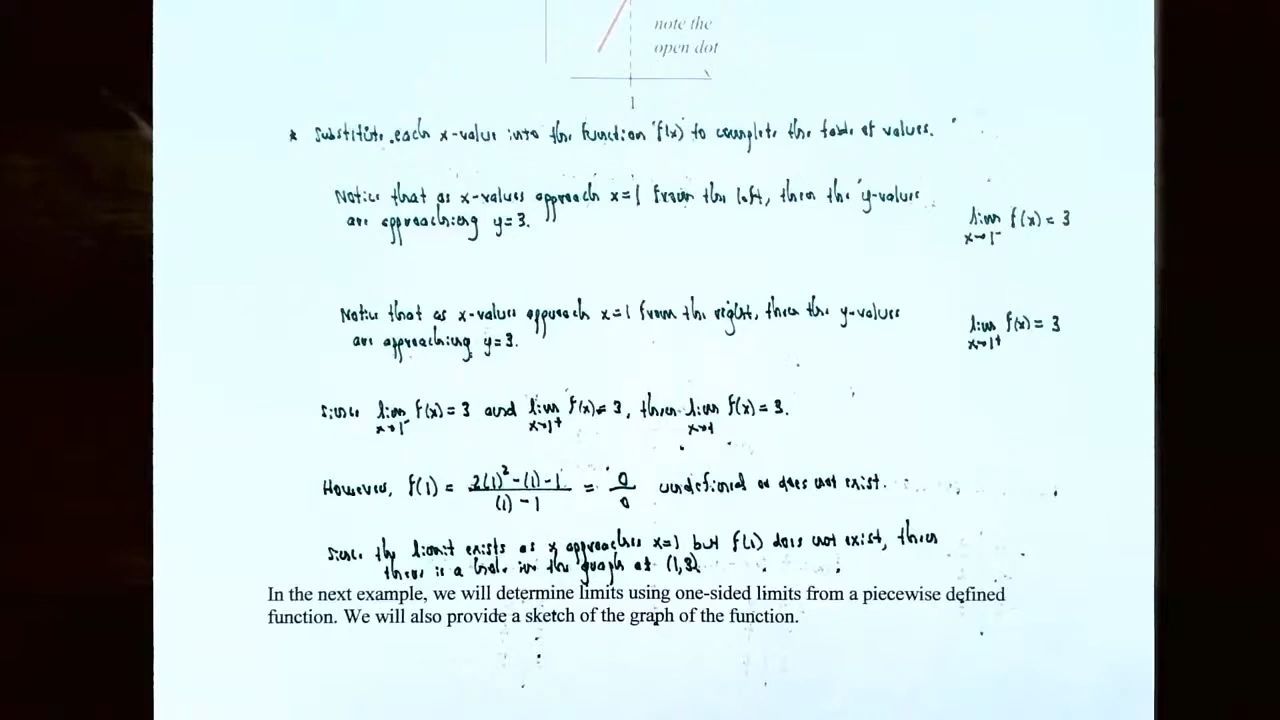 note the
open dot
1
* Substitute each x-value into the function f(x) to complete the table of values.
Notice that as x-values approach x=1 from the left, then the y-values
are approaching y=3.
lim f(x) = 3
x→1⁻
Notice that as x-values approach x=1 from the right, then the y-values
are approaching y=3.
lim f(x) = 3
x→1⁺
Since lim f(x) = 3 and lim f(x) = 3, then lim f(x) = 3.
x→1⁻ x→1⁺ x→1
However, f(1) = 2(1)²-(1)-1 / (1)-1 = 0/0 undefined or does not exist.
Since the limit exists as x approaches x=1 but f(1) does not exist, then
there is a hole in the graph at (1,3).
In the next example, we will determine limits using one-sided limits from a piecewise defined
function. We will also provide a sketch of the graph of the function.